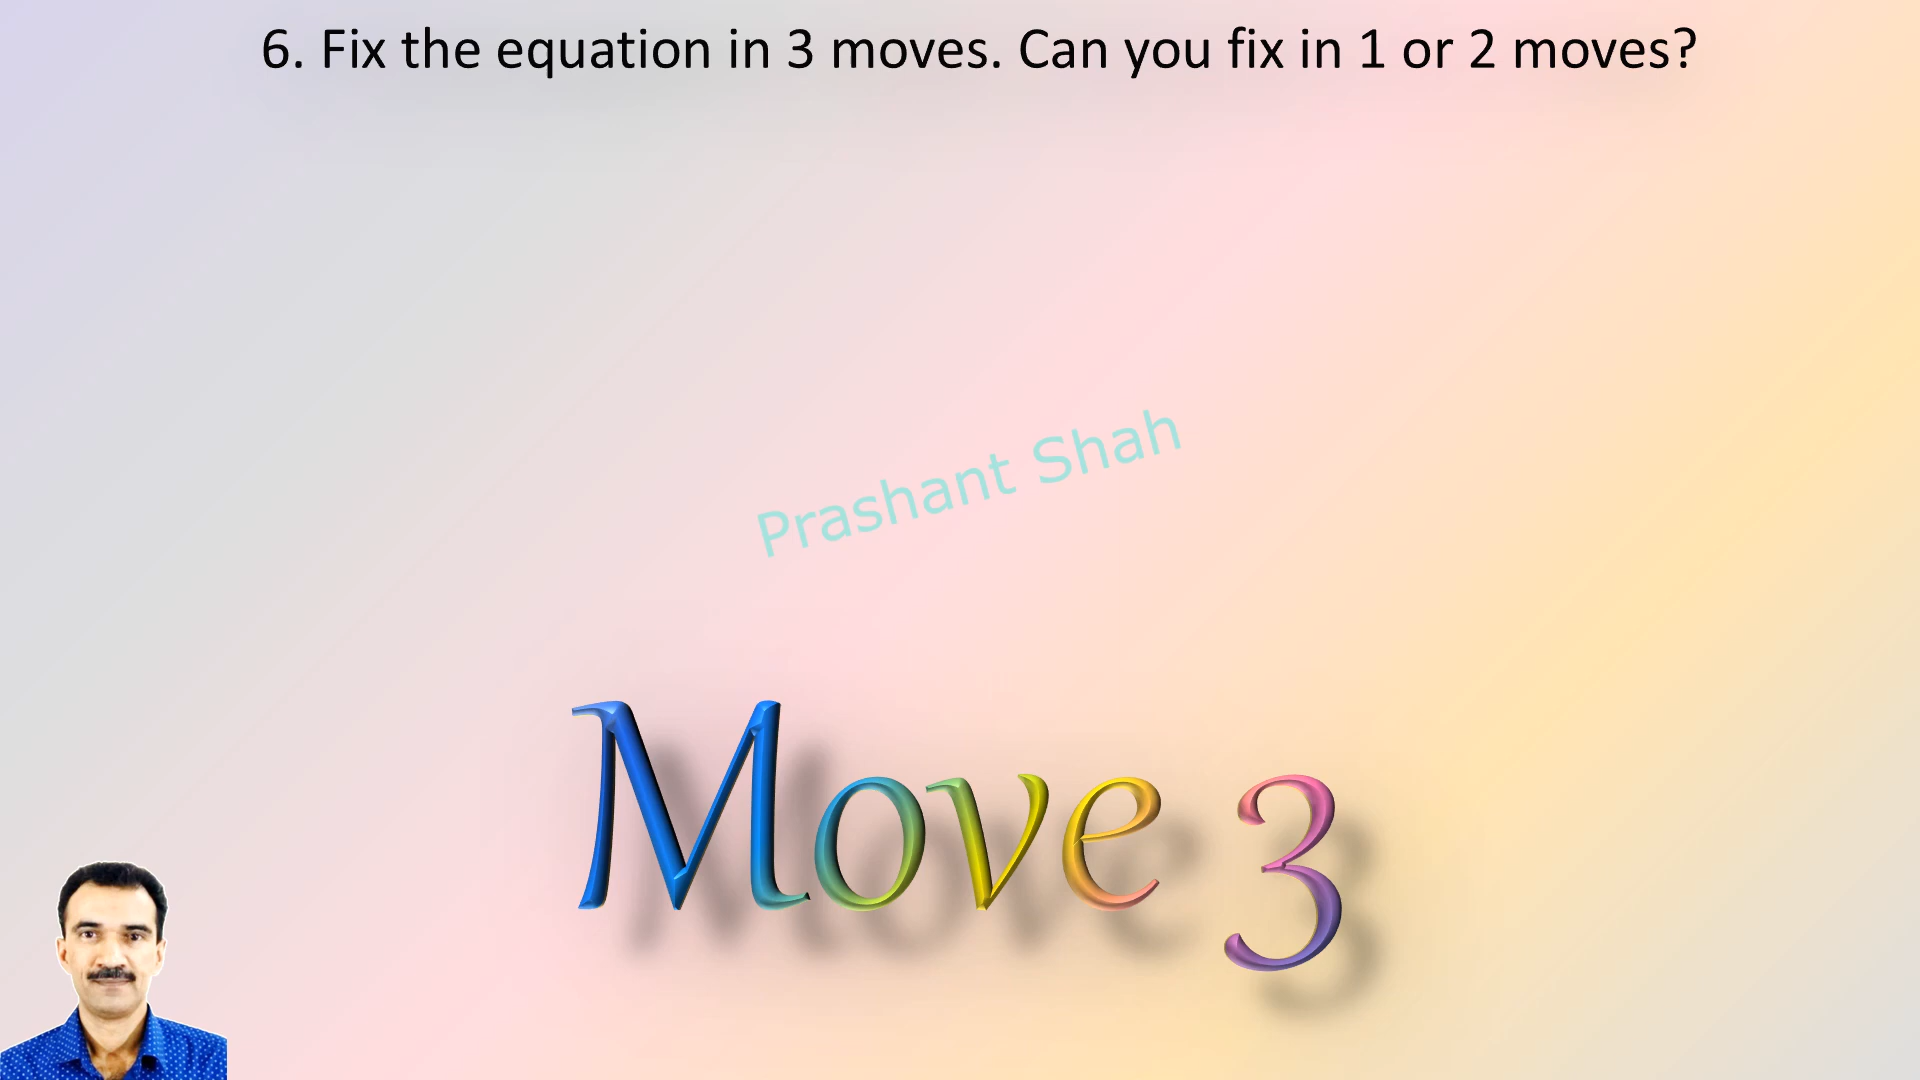 6. Fix the equation in 3 moves. Can you fix in 1 or 2 moves?
Prashant Shah
Move 3